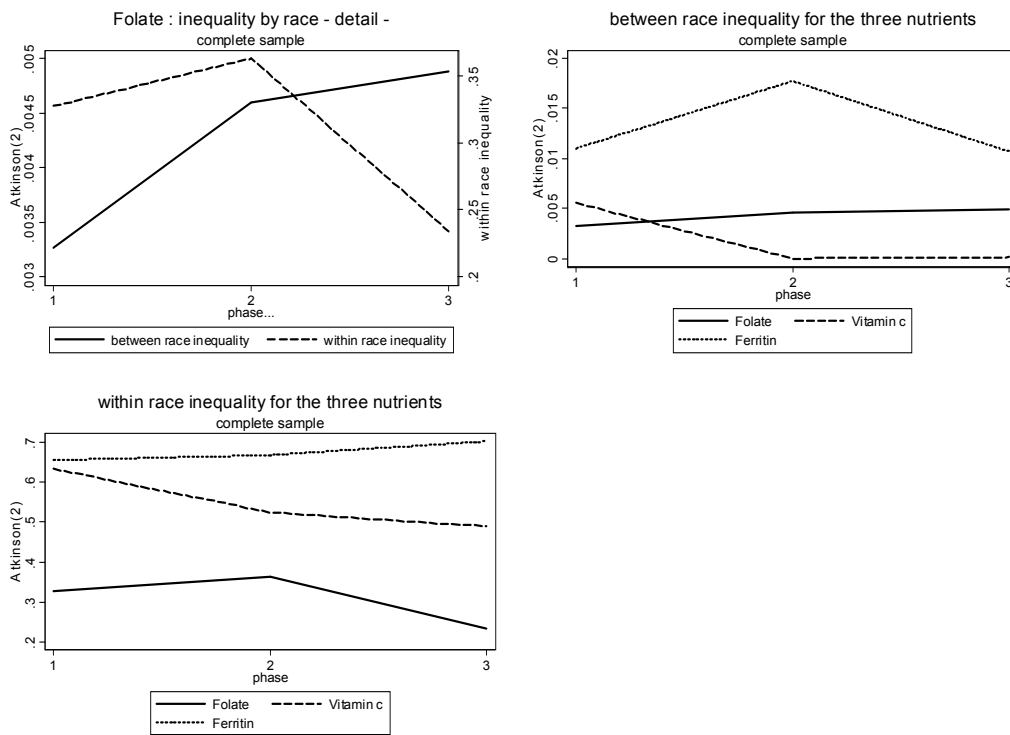 Folate : inequality by race - detail -
complete sample
Atkinson(2)
.003 .0035 .004 .0045 .005
within race inequality
.2 .25 .3 .35
1 2 3
phase...
between race inequality within race inequality
between race inequality for the three nutrients
complete sample
Atkinson(2)
0 .005 .01 .015 .02
1 2 3
phase
Folate Vitamin c
Ferritin
within race inequality for the three nutrients
complete sample
Atkinson(2)
.2 .3 .4 .5 .6 .7
1 2 3
phase
Folate Vitamin c
Ferritin